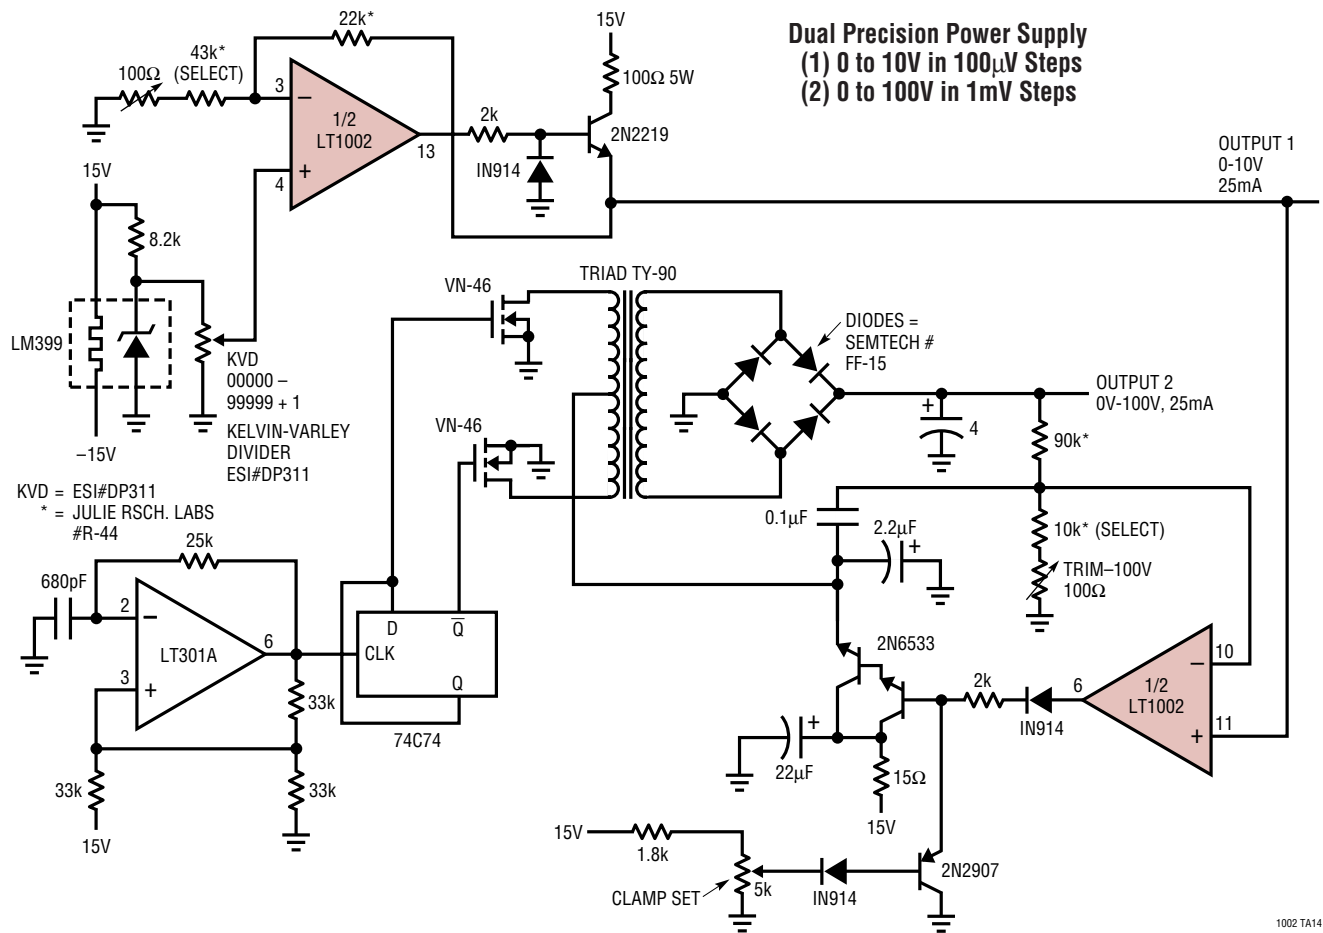 Dual Precision Power Supply
(1) 0 to 10V in 100µV Steps
(2) 0 to 100V in 1mV Steps
22k*
43k*
(SELECT)
100Ω
3
–
1/2
LT1002
+
4
13
2k
IN914
15V
100Ω 5W
2N2219
OUTPUT 1
0-10V
25mA
15V
8.2k
LM399
–15V
KVD
00000 –
99999 + 1
KELVIN-VARLEY
DIVIDER
ESI#DP311
KVD = ESI#DP311
* = JULIE RSCH. LABS
#R-44
VN-46
VN-46
TRIAD TY-90
DIODES =
SEMTECH #
FF-15
OUTPUT 2
0V-100V, 25mA
+
4
90k*
10k* (SELECT)
TRIM–100V
100Ω
0.1µF
2.2µF
+
25k
680pF
2
–
LT301A
3
+
6
33k
33k
33k
15V
D
Q
CLK
Q
74C74
2N6533
2k
IN914
6
1/2
LT1002
–
10
+
11
22µF
+
15Ω
15V
15V
1.8k
CLAMP SET
5k
IN914
2N2907
1002 TA14